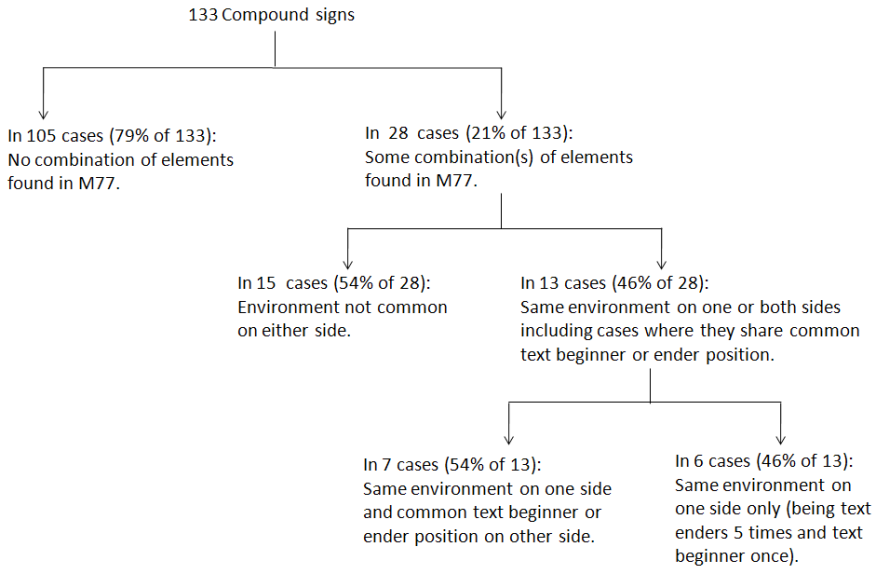 133 Compound signs
In 105 cases (79% of 133):
No combination of elements
found in M77.
In 28 cases (21% of 133):
Some combination(s) of elements
found in M77.
In 15 cases (54% of 28):
Environment not common
on either side.
In 13 cases (46% of 28):
Same environment on one or both sides
including cases where they share common
text beginner or ender position.
In 7 cases (54% of 13):
Same environment on one side
and common text beginner or
ender position on other side.
In 6 cases (46% of 13):
Same environment on
one side only (being text
enders 5 times and text
beginner once).